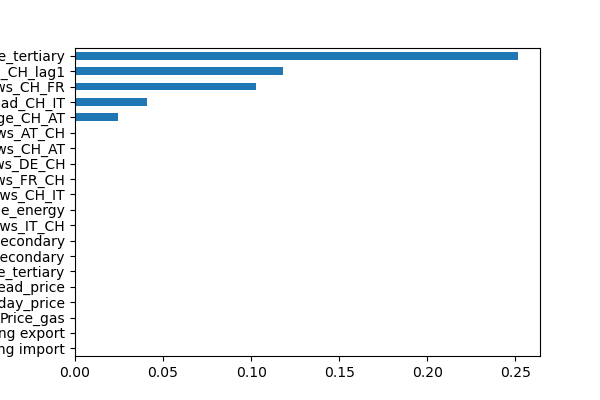 e_tertiary
_CH_lag1
ws_CH_FR
ad_CH_IT
ge_CH_AT
ws_AT_CH
ws_CH_AT
ws_DE_CH
ws_FR_CH
ws_CH_IT
e_energy
ws_IT_CH
econdary
econdary
e_tertiary
ead_price
day_price
Price_gas
ng export
ng import
0.00 0.05 0.10 0.15 0.20 0.25